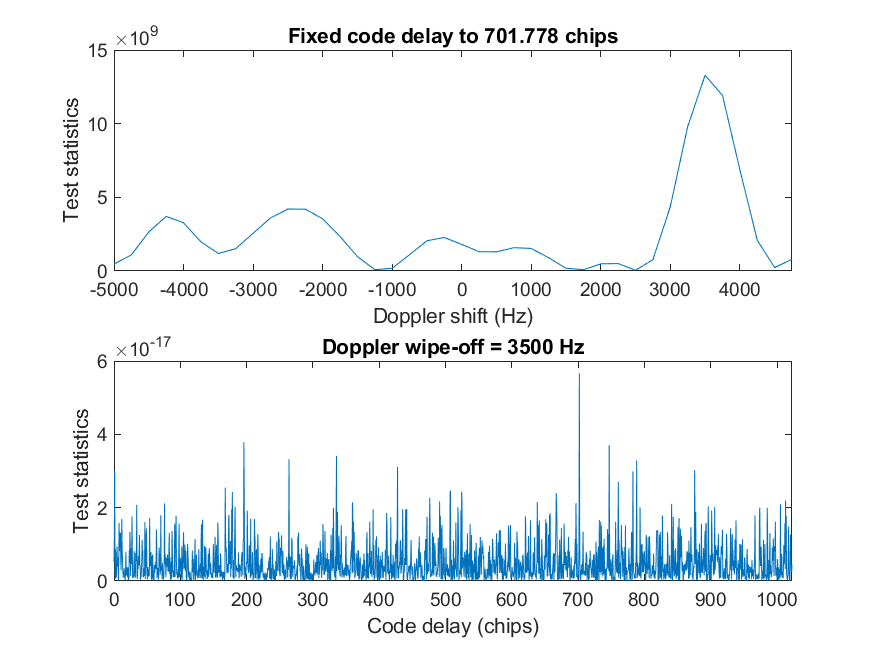 ×10^9
Fixed code delay to 701.778 chips
15
10
5
0
Test statistics
-5000 -4000 -3000 -2000 -1000 0 1000 2000 3000 4000
Doppler shift (Hz)
×10^-17
Doppler wipe-off = 3500 Hz
6
4
2
0
Test statistics
0 100 200 300 400 500 600 700 800 900 1000
Code delay (chips)